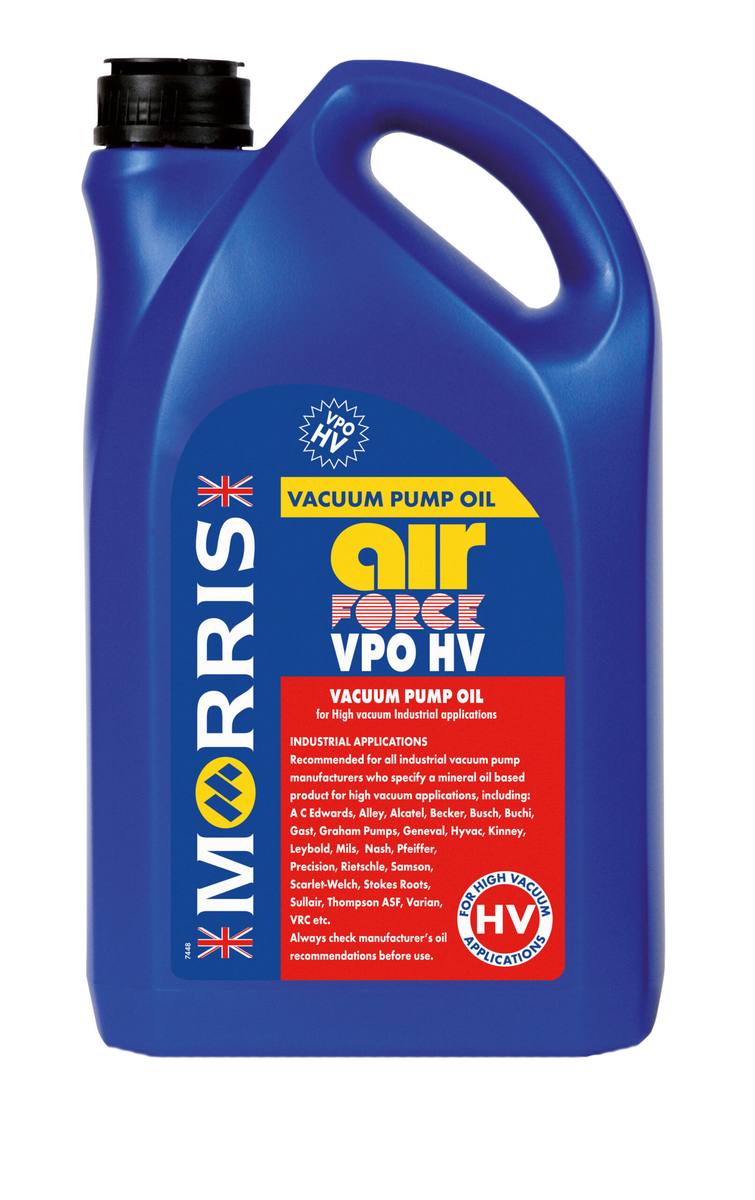 VPO
HV
VACUUM PUMP OIL
air
FORCE
VPO HV
MORRIS
VACUUM PUMP OIL
for High vacuum Industrial applications
INDUSTRIAL APPLICATIONS
Recommended for all industrial vacuum pump
manufacturers who specify a mineral oil based
product for high vacuum applications, including:
A C Edwards, Alley, Alcatel, Becker, Busch, Buchi,
Gast, Graham Pumps, Geneval, Hyvac, Kinney,
Leybold, Mils, Nash, Pfeiffer,
Precision, Rietschle, Samson,
Scarlet-Welch, Stokes Roots,
Sullair, Thompson ASF, Varian,
VRC etc.
Always check manufacturer's oil
recommendations before use.
FOR HIGH VACUUM
HV
APPLICATIONS
7448